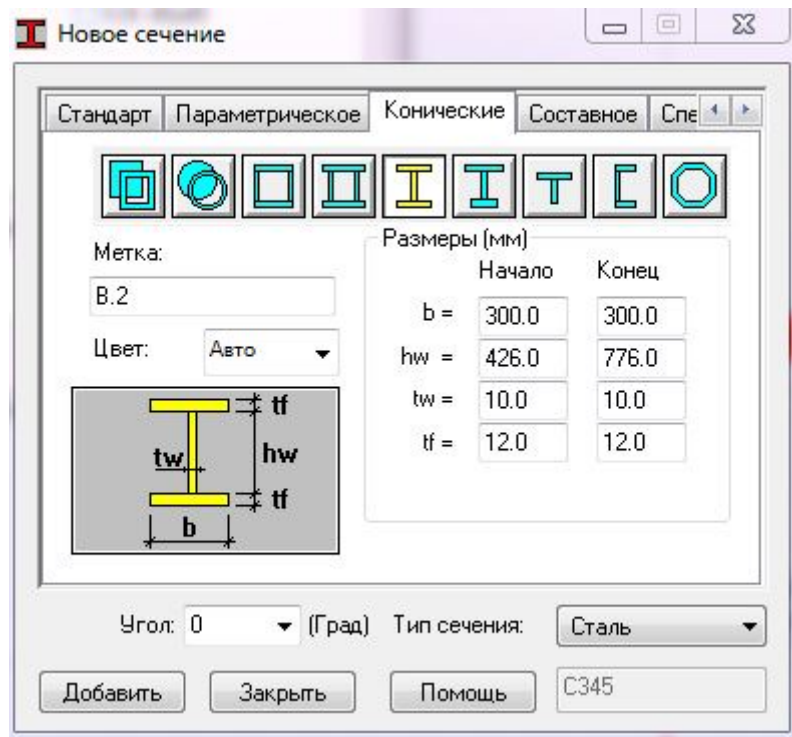 Новое сечение
Стандарт Параметрическое Конические Составное Спе
Метка:
В.2
Цвет: Авто
Размеры (мм)
Начало Конец
b = 300.0 300.0
hw = 426.0 776.0
tw = 10.0 10.0
tf = 12.0 12.0
tf
tw hw
tf
b
Угол: 0 (Град) Тип сечения: Сталь
Добавить Закрыть Помощь С345